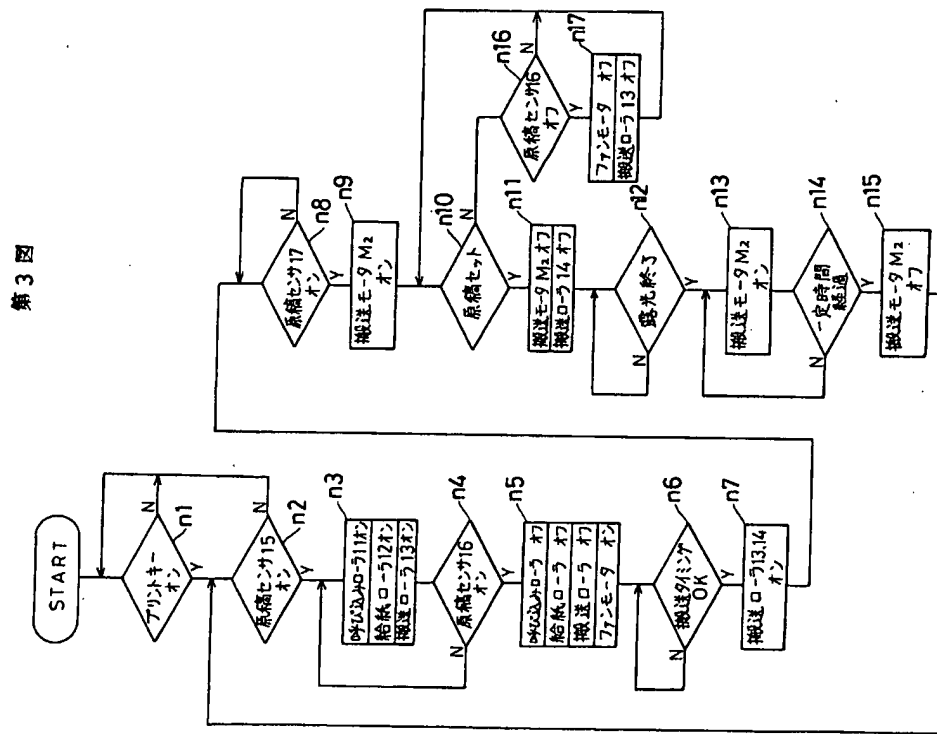 第3図
START
プリントキー
オン
n1
Y
N
原稿センサ15
オン
n2
Y
N
呼び込みローラ11オン
給紙ローラ12オン
搬送ローラ13オン
n3
原稿センサ16
オン
n4
N
Y
呼び込みローラ オフ
給紙ローラ オフ
搬送ローラ オフ
ファンモータ オン
n5
搬送タイミング
OK
n6
N
Y
搬送ローラ13,14
オン
n7
原稿センサ17
オン
n8
N
Y
搬送モータM2
オン
n9
原稿セット
n10
N
Y
搬送モータM2 オフ
搬送ローラ14 オフ
n11
露光終了
n12
N
Y
搬送モータM2
オン
n13
一定時間
経過
n14
N
Y
搬送モータM2
オフ
n15
原稿センサ16
オフ
n16
N
Y
ファンモータ オフ
搬送ローラ13 オフ
n17